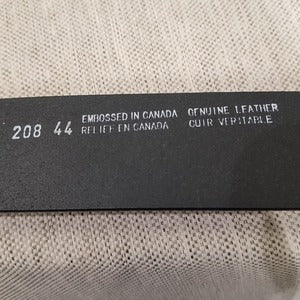 208 44 EMBOSSED IN CANADA GENUINE LEATHER
RELIEF EN CANADA CUIR VERITABLE